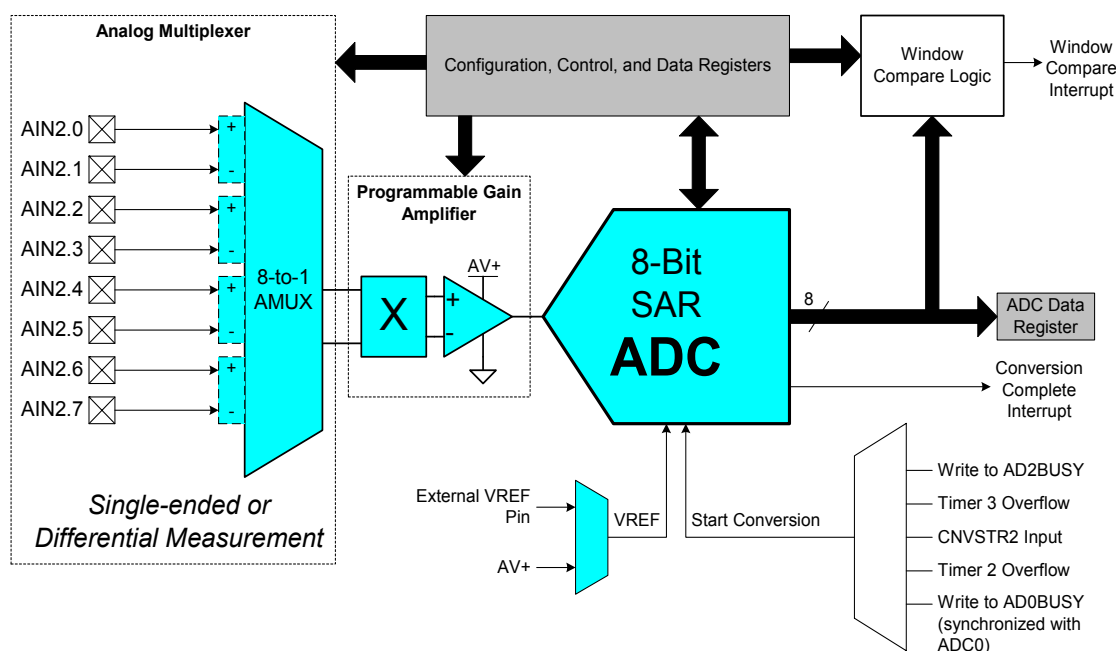 Analog Multiplexer
AIN2.0
AIN2.1
AIN2.2
AIN2.3
AIN2.4
AIN2.5
AIN2.6
AIN2.7
+
-
+
-
+
-
+
-
8-to-1
AMUX
Single-ended or
Differential Measurement
Configuration, Control, and Data Registers
Programmable Gain
Amplifier
X
+
-
AV+
8-Bit
SAR
ADC
Window
Compare Logic
Window
Compare
Interrupt
8
ADC Data
Register
Conversion
Complete
Interrupt
External VREF
Pin
AV+
VREF
Start Conversion
Write to AD2BUSY
Timer 3 Overflow
CNVSTR2 Input
Timer 2 Overflow
Write to AD0BUSY
(synchronized with
ADC0)